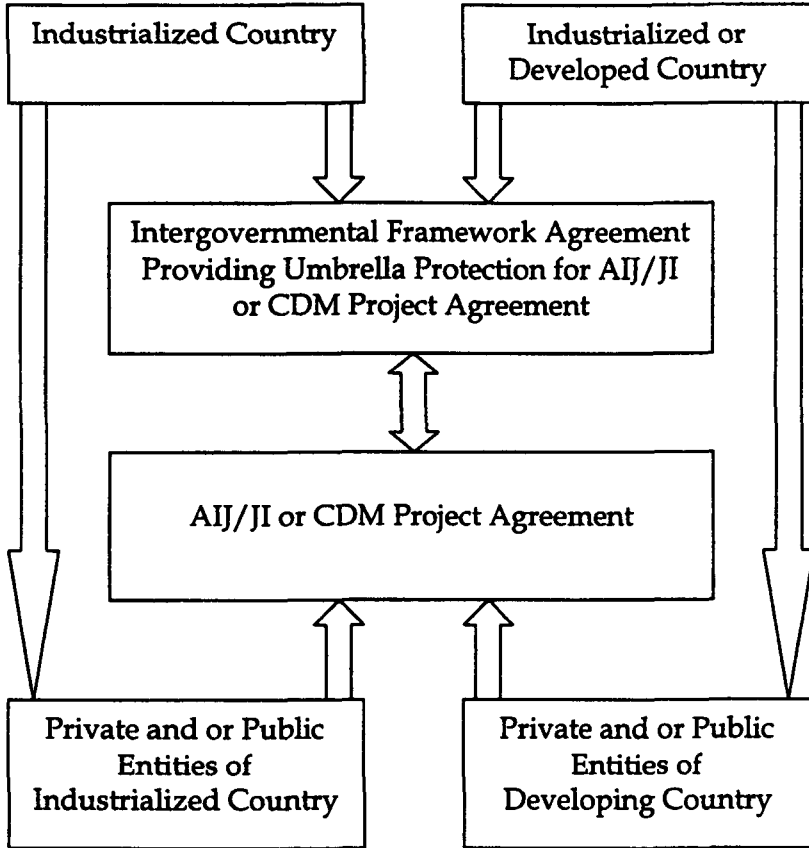 Industrialized Country
Industrialized or
Developed Country
Intergovernmental Framework Agreement
Providing Umbrella Protection for AIJ/JI
or CDM Project Agreement
AIJ/JI or CDM Project Agreement
Private and or Public
Entities of
Industrialized Country
Private and or Public
Entities of
Developing Country